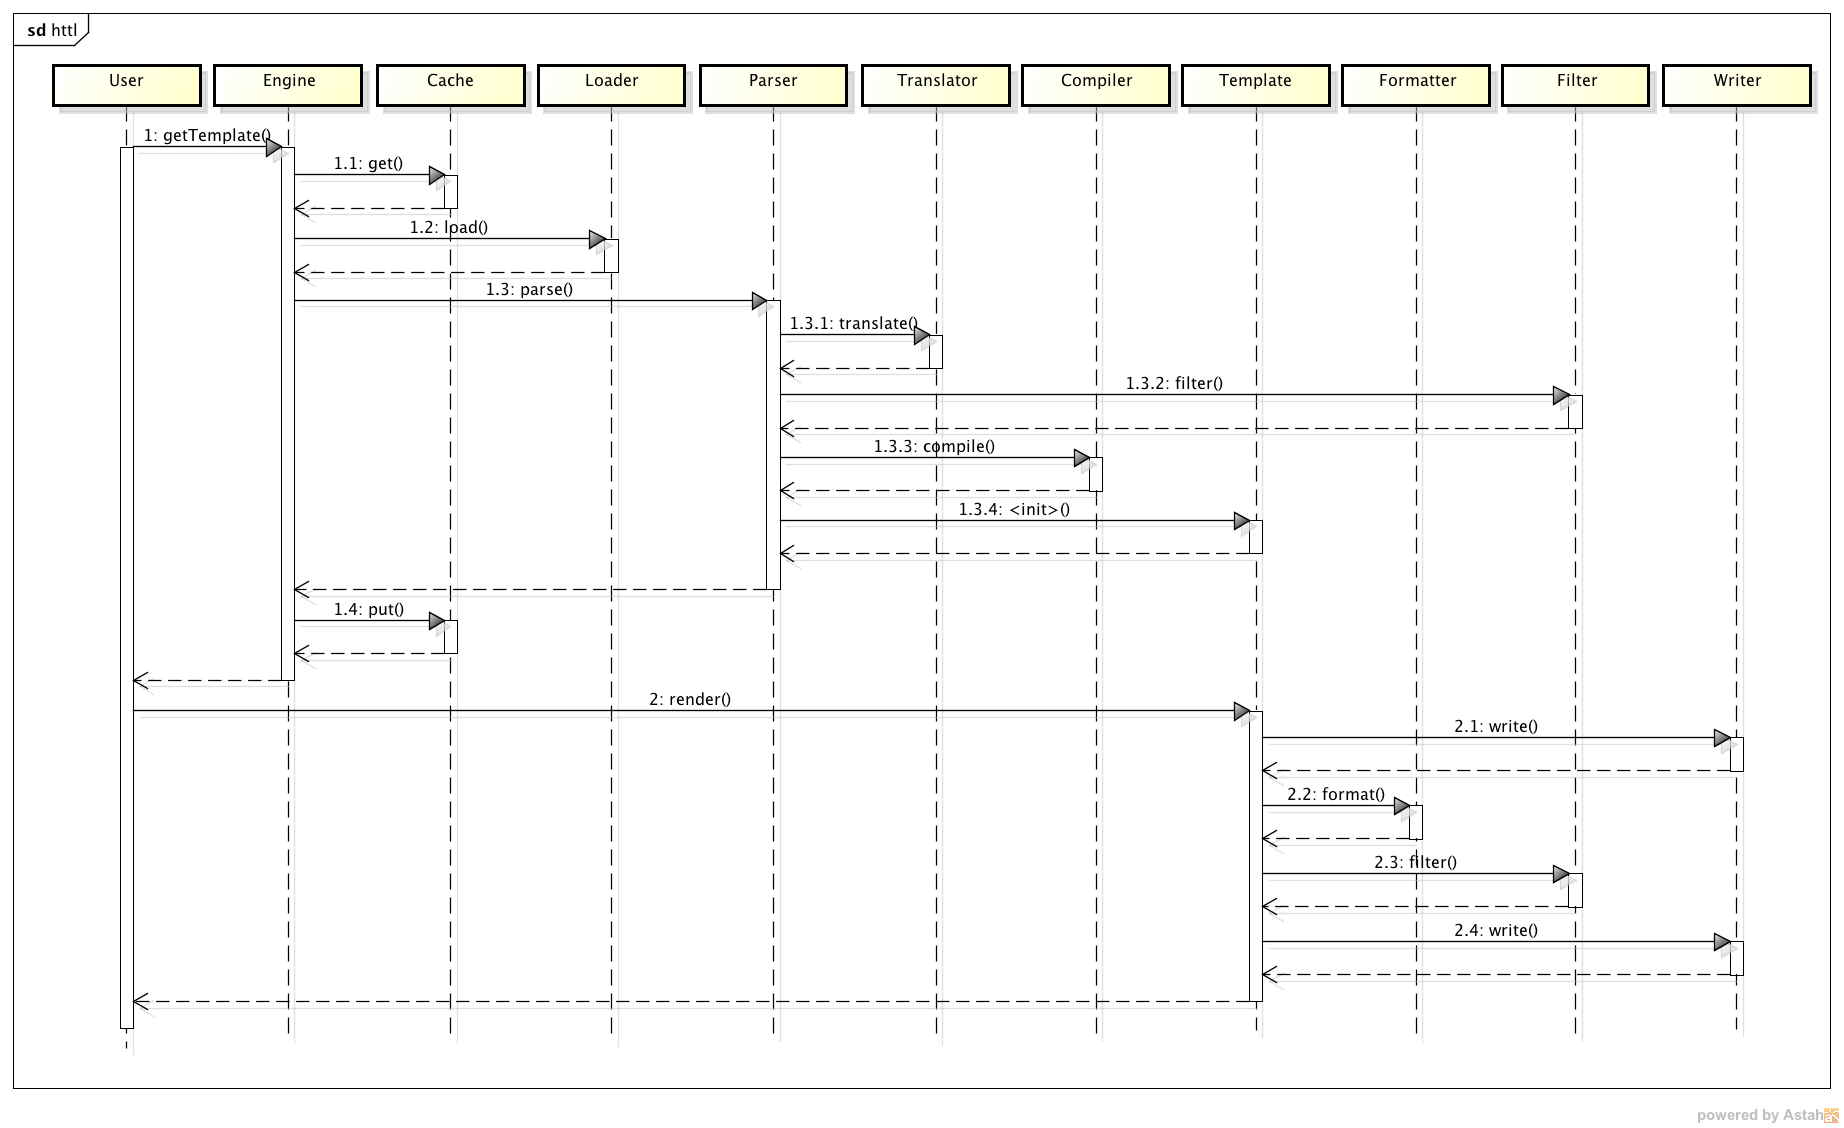 sd httl
User Engine Cache Loader Parser Translator Compiler Template Formatter Filter Writer
1: getTemplate()
1.1: get()
1.2: load()
1.3: parse()
1.3.1: translate()
1.3.2: filter()
1.3.3: compile()
1.3.4: <init>()
1.4: put()
2: render()
2.1: write()
2.2: format()
2.3: filter()
2.4: write()
powered by Astah